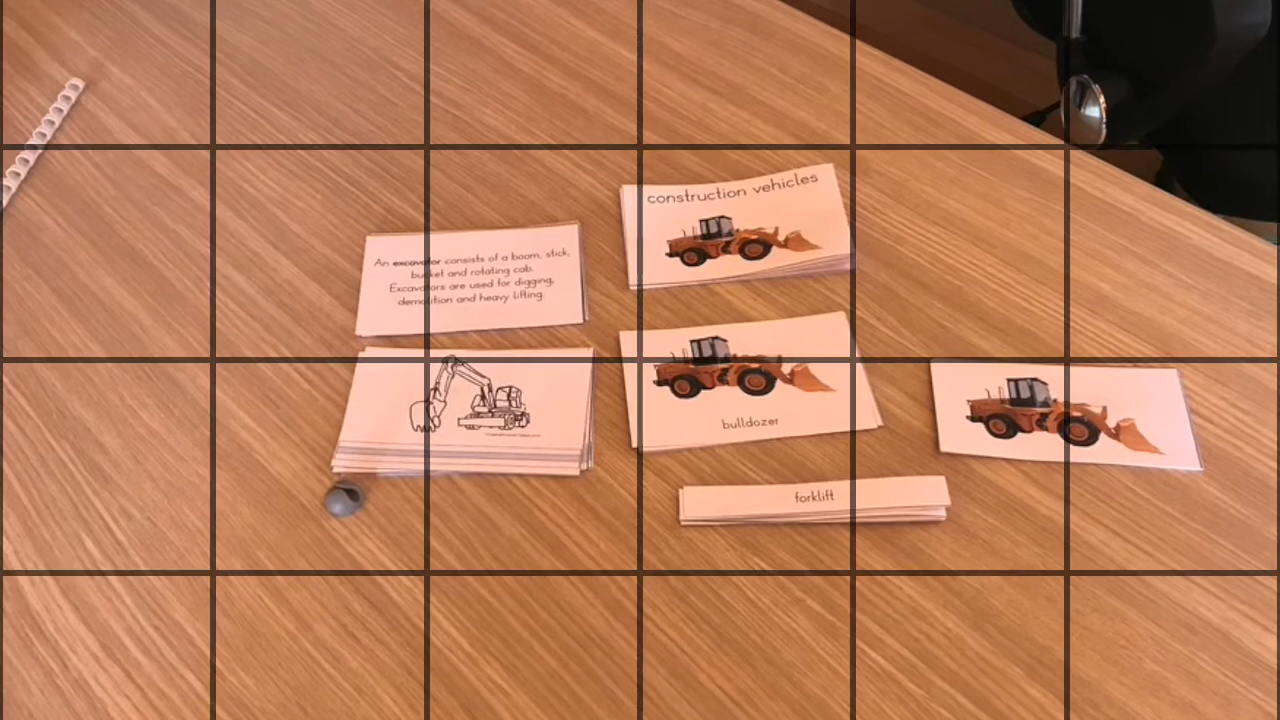 construction vehicles
An excavator consists of a boom, stick,
bucket and rotating cab.
Excavators are used for digging,
demolition and heavy lifting.
bulldozer
forklift